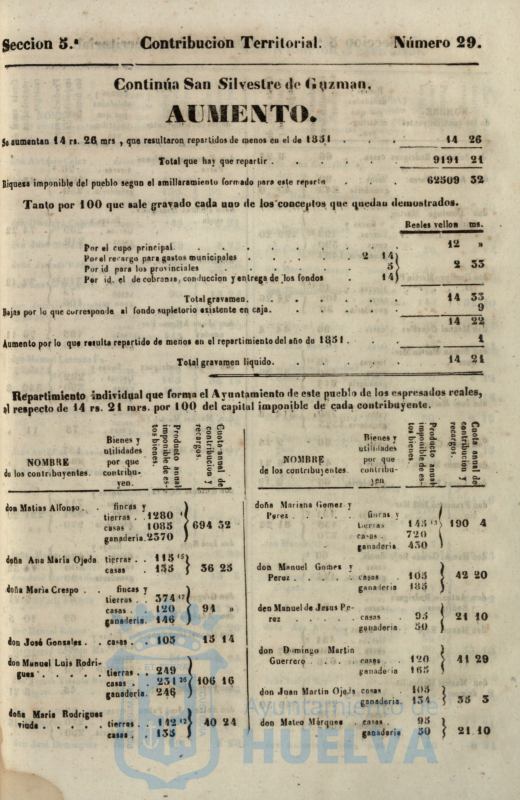 Seccion 5.ª Contribucion Territorial. Número 29.
Continúa San Silvestre de Guzman.
AUMENTO.
Se aumentan 14 rs. 26 mrs , que resultaron repartidos de menos en el de 1851 . . . 14 26
Total que hay que repartir . . . . . 9191 21
Riqueza imponible del pueblo segun el amillaramiento formado para este reparto . . 62509 32
Tanto por 100 que sale gravado cada uno de los conceptos que quedan demostrados.
Reales vellon ms.
Por el cupo principal. . . . . . . . . 12 »
Por el recargo para gastos municipales . . . . 2 14
Por id para los provinciales . . . . . 5 } 2 33
Por id. el de cobranza, conduccion y entrega de los fondos . 14
Total gravamen. . . . . . . 14 33
Bajas por lo que corresponde al fondo supletorio existente en caja. . . . . 9
14 22
Aumento por lo que resulta repartido de menos en el repartimiento del año de 1851. . . . 1
Total gravamen líquido. . . . . . 14 21
Repartimiento individual que forma el Ayuntamiento de este pueblo de los espresados reales,
al respecto de 14 rs. 21 mrs. por 100 del capital imponible de cada contribuyente.
NOMBRE
de los contribuyentes.
Bienes y
utilidades
por que
contribu-
yen.
Producto anual
imponible de es-
tos bienes.
Cuota anual de
contribucion y
recargos.
don Matias Alfonso. . fincas y
tierras . 1280
casas . 1085 } 694 32
ganaderia. 2370
doña Ana María Ojeda tierras . . 115 15
casas . 135 } 36 25
doña María Crespo . . fincas y
tierras . . 374 17
casas . . 120 } 91 »
ganaderia. 146
don José Gonzales . . casas . . 105 15 14
don Manuel Luis Rodri-
gues . . . . . tierras . . 249
casas . . 231 26 } 106 16
ganaderia. 246
doña María Rodrigues
viuda . . . . tierras . . 142 12 } 40 24
casas . . 135
NOMBRE
de los contribuyentes.
Bienes y
utilidades
por que
contribu-
yen.
Producto anual
imponible de es-
tos bienes.
Cuota anual de
contribucion y
recargos.
doña Mariana Gomez y
Perez . . . . . fincas y
tierras . 145 13 } 190 4
casas . . 720
ganaderia 430
don Manuel Gomez y
Perez . . . . . casas . . 105 } 42 20
ganaderia 185
don Manuel de Jesus Pe-
rez . . . . . casas . . 95 } 21 10
ganaderia. 50
don Domingo Martin
Guerrero . . . casas . . 120 } 41 29
ganaderia 165
don Juan Martin Ojeda casas 105
ganaderia. 134 } 35 3
don Mateo Márques . casas . . 95
ganaderia 50 } 21 10
Ayuntamiento de
HUELVA